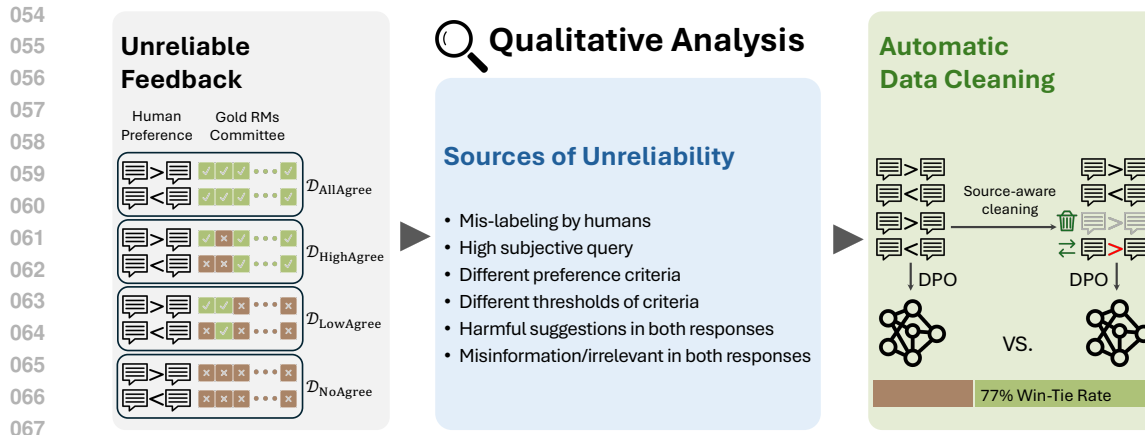 054
055
056
057
058
059
060
061
062
063
064
065
066
067
Unreliable
Feedback
Human
Preference
Gold RMs
Committee
> 
<
𝒟AllAgree
>
<
𝒟HighAgree
>
<
𝒟LowAgree
>
<
𝒟NoAgree
Qualitative Analysis
Sources of Unreliability
• Mis-labeling by humans
• High subjective query
• Different preference criteria
• Different thresholds of criteria
• Harmful suggestions in both responses
• Misinformation/irrelevant in both responses
Automatic
Data Cleaning
>
<
>
<
Source-aware
cleaning
>
<
>
>
DPO
DPO
VS.
77% Win-Tie Rate